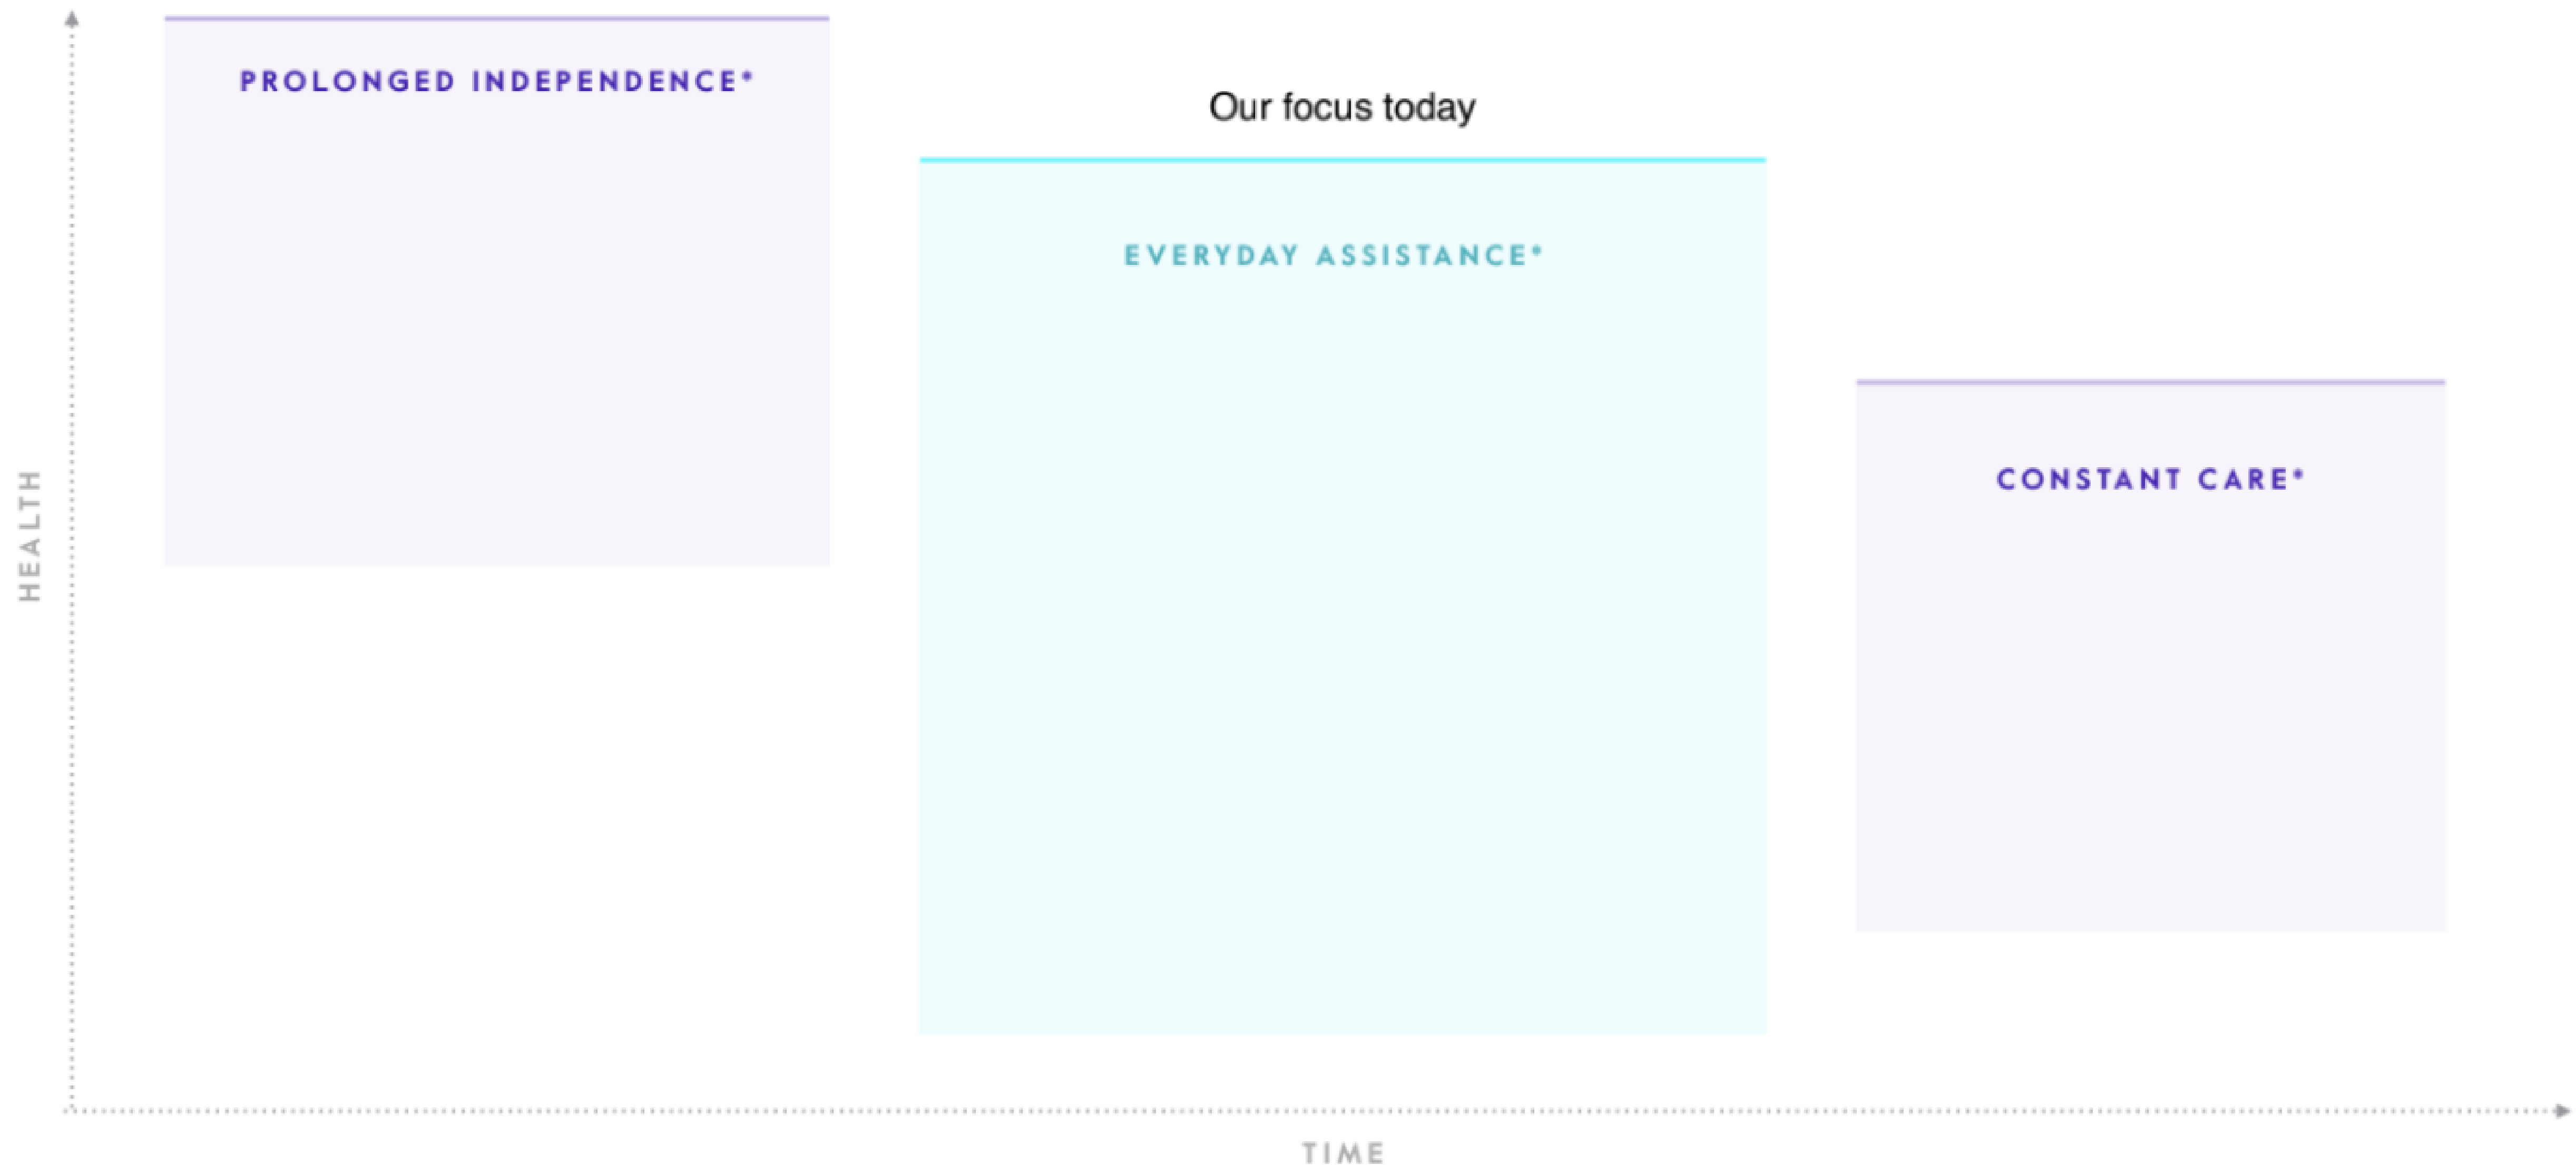 PROLONGED INDEPENDENCE*
Our focus today
EVERYDAY ASSISTANCE*
CONSTANT CARE*
HEALTH
TIME